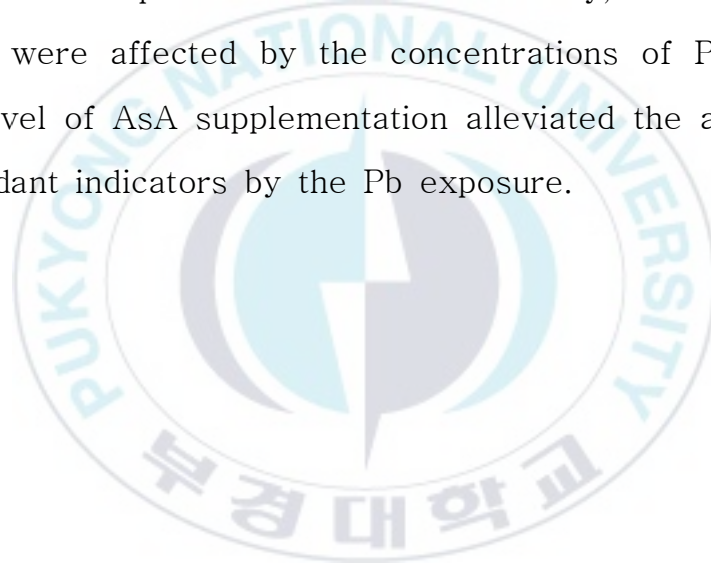 were affected by the concentrations of P
vel of AsA supplementation alleviated the a
dant indicators by the Pb exposure.
PUKYONG NATIONAL UNIVERSITY
부경대학교